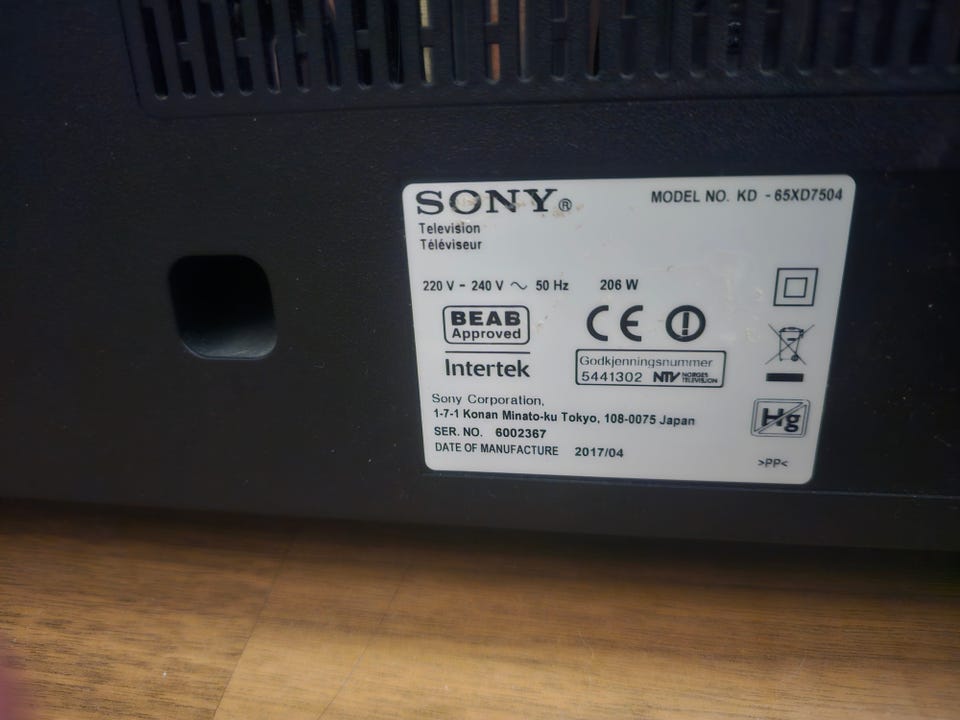 SONY® MODEL NO. KD - 65XD7504
Television
Téléviseur
220 V - 240 V ~ 50 Hz 206 W
BEAB
Approved
Intertek
CE
Godkjenningsnummer
5441302 NTV NORGES TELEVISJON
Sony Corporation,
1-7-1 Konan Minato-ku Tokyo, 108-0075 Japan
SER. NO. 6002367
DATE OF MANUFACTURE 2017/04
Hg
>PP<